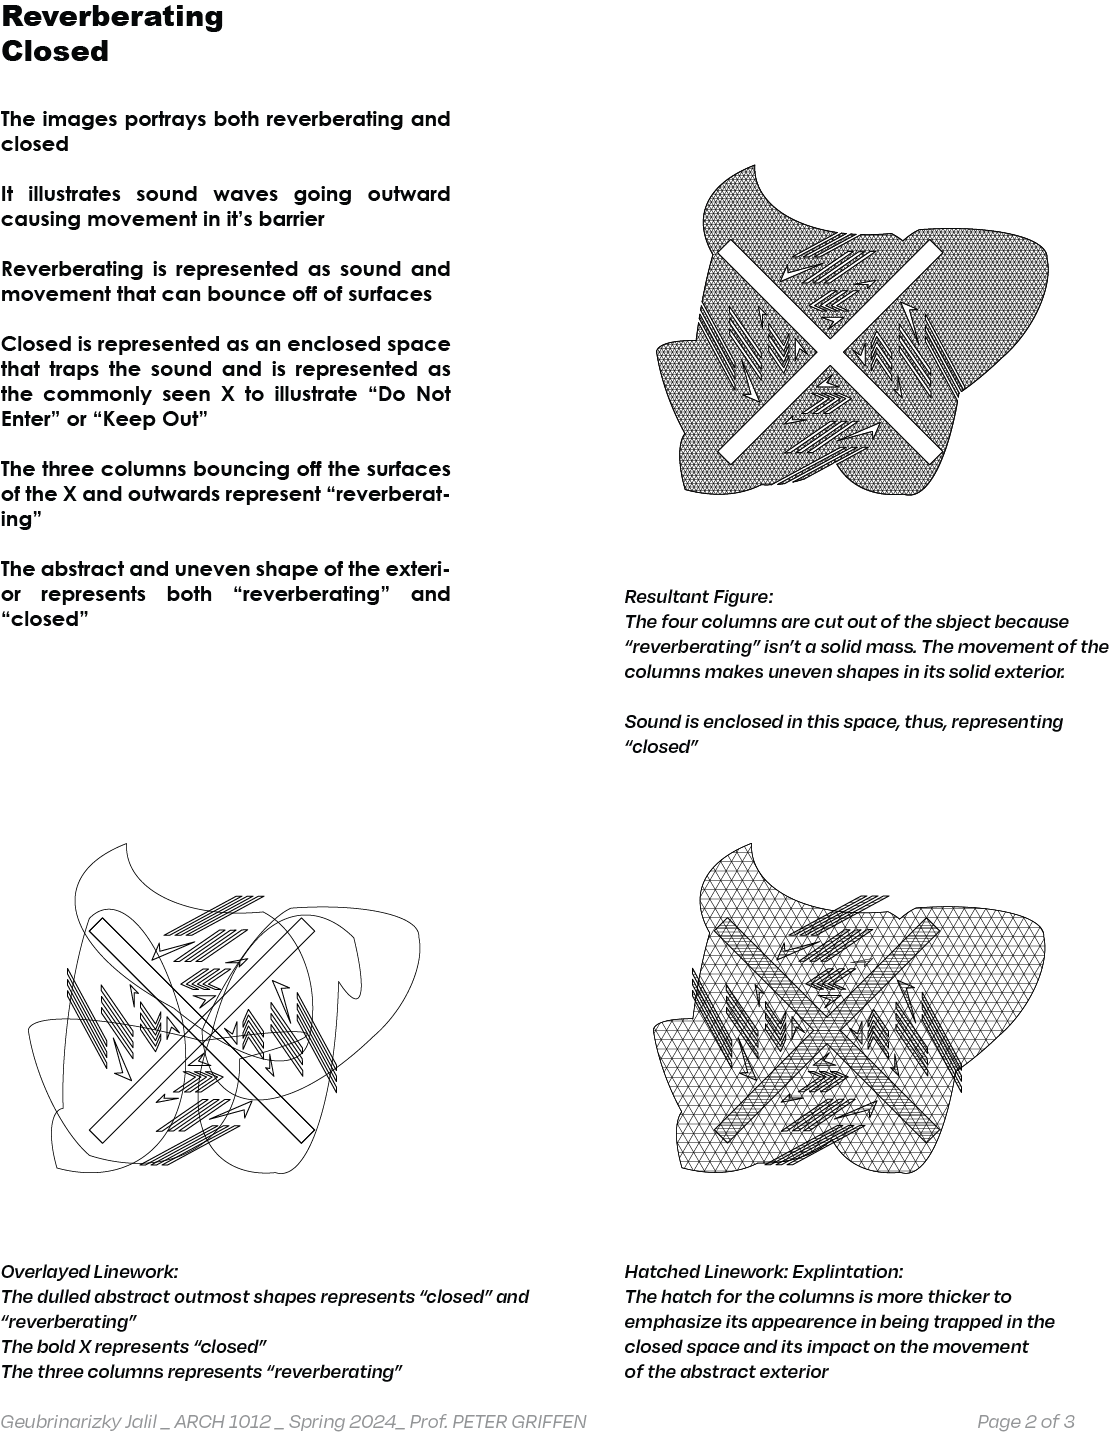 Reverberating
Closed
The images portrays both reverberating and
closed
It illustrates sound waves going outward
causing movement in it’s barrier
Reverberating is represented as sound and
movement that can bounce off of surfaces
Closed is represented as an enclosed space
that traps the sound and is represented as
the commonly seen X to illustrate “Do Not
Enter” or “Keep Out”
The three columns bouncing off the surfaces
of the X and outwards represent “reverberat-
ing”
The abstract and uneven shape of the exteri-
or represents both “reverberating” and
“closed”
Resultant Figure:
The four columns are cut out of the sbject because
“reverberating” isn’t a solid mass. The movement of the
columns makes uneven shapes in its solid exterior.
Sound is enclosed in this space, thus, representing
“closed”
Overlayed Linework:
The dulled abstract outmost shapes represents “closed” and
“reverberating”
The bold X represents “closed”
The three columns represents “reverberating”
Hatched Linework: Explintation:
The hatch for the columns is more thicker to
emphasize its appearence in being trapped in the
closed space and its impact on the movement
of the abstract exterior
Geubrinarizky Jalil _ ARCH 1012 _ Spring 2024_ Prof. PETER GRIFFEN
Page 2 of 3